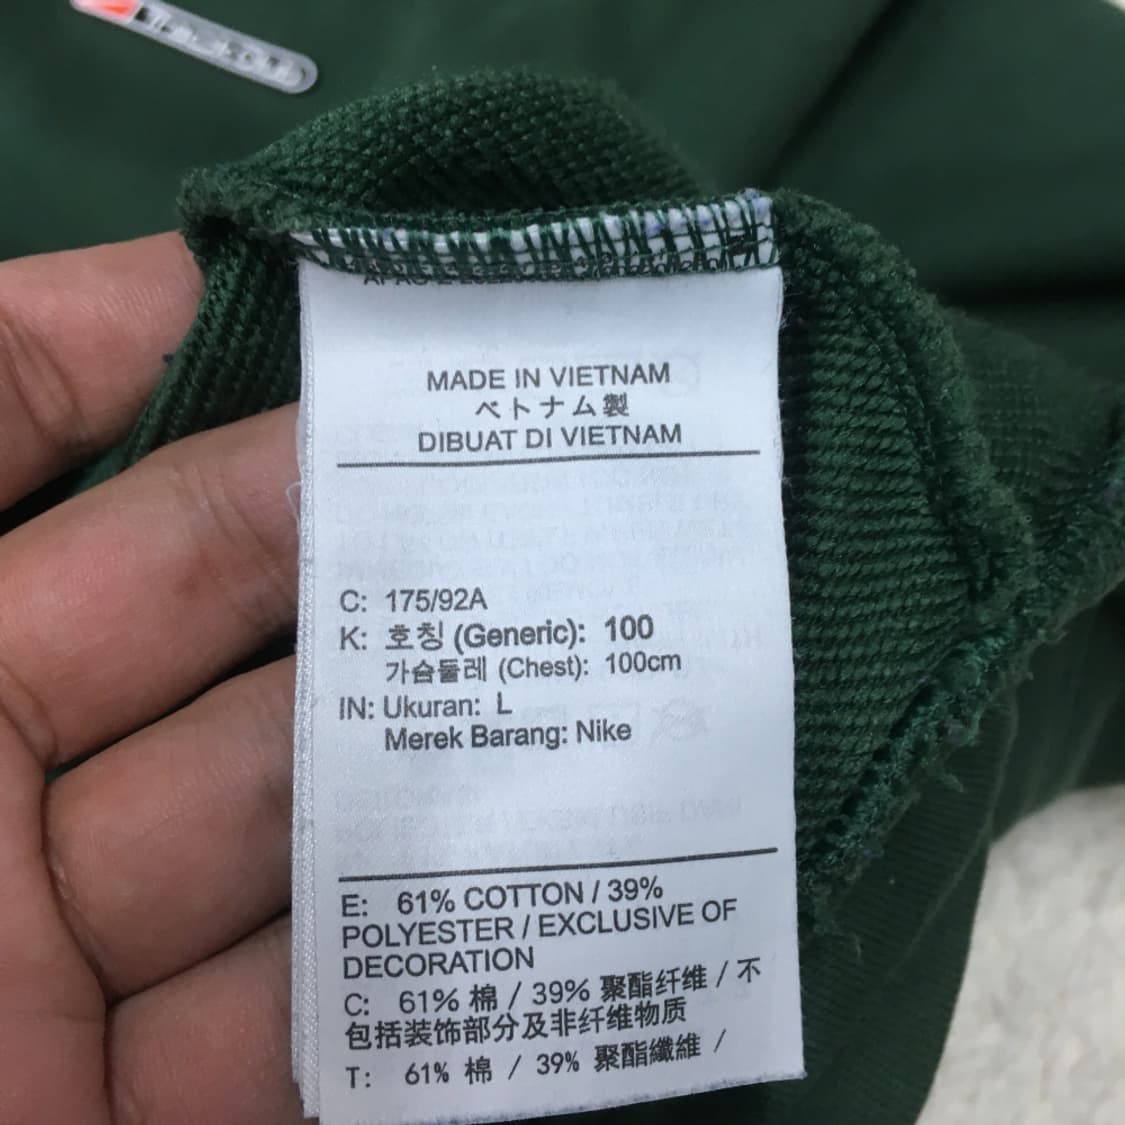 MADE IN VIETNAM
ベトナム製
DIBUAT DI VIETNAM
C: 175/92A
K: 호칭 (Generic): 100
가슴둘레 (Chest): 100cm
IN: Ukuran: L
Merek Barang: Nike
E: 61% COTTON / 39%
POLYESTER / EXCLUSIVE OF
DECORATION
C: 61% 棉 / 39% 聚酯纤维 / 不
包括装饰部分及非纤维物质
T: 61% 棉 / 39% 聚酯纖維 /